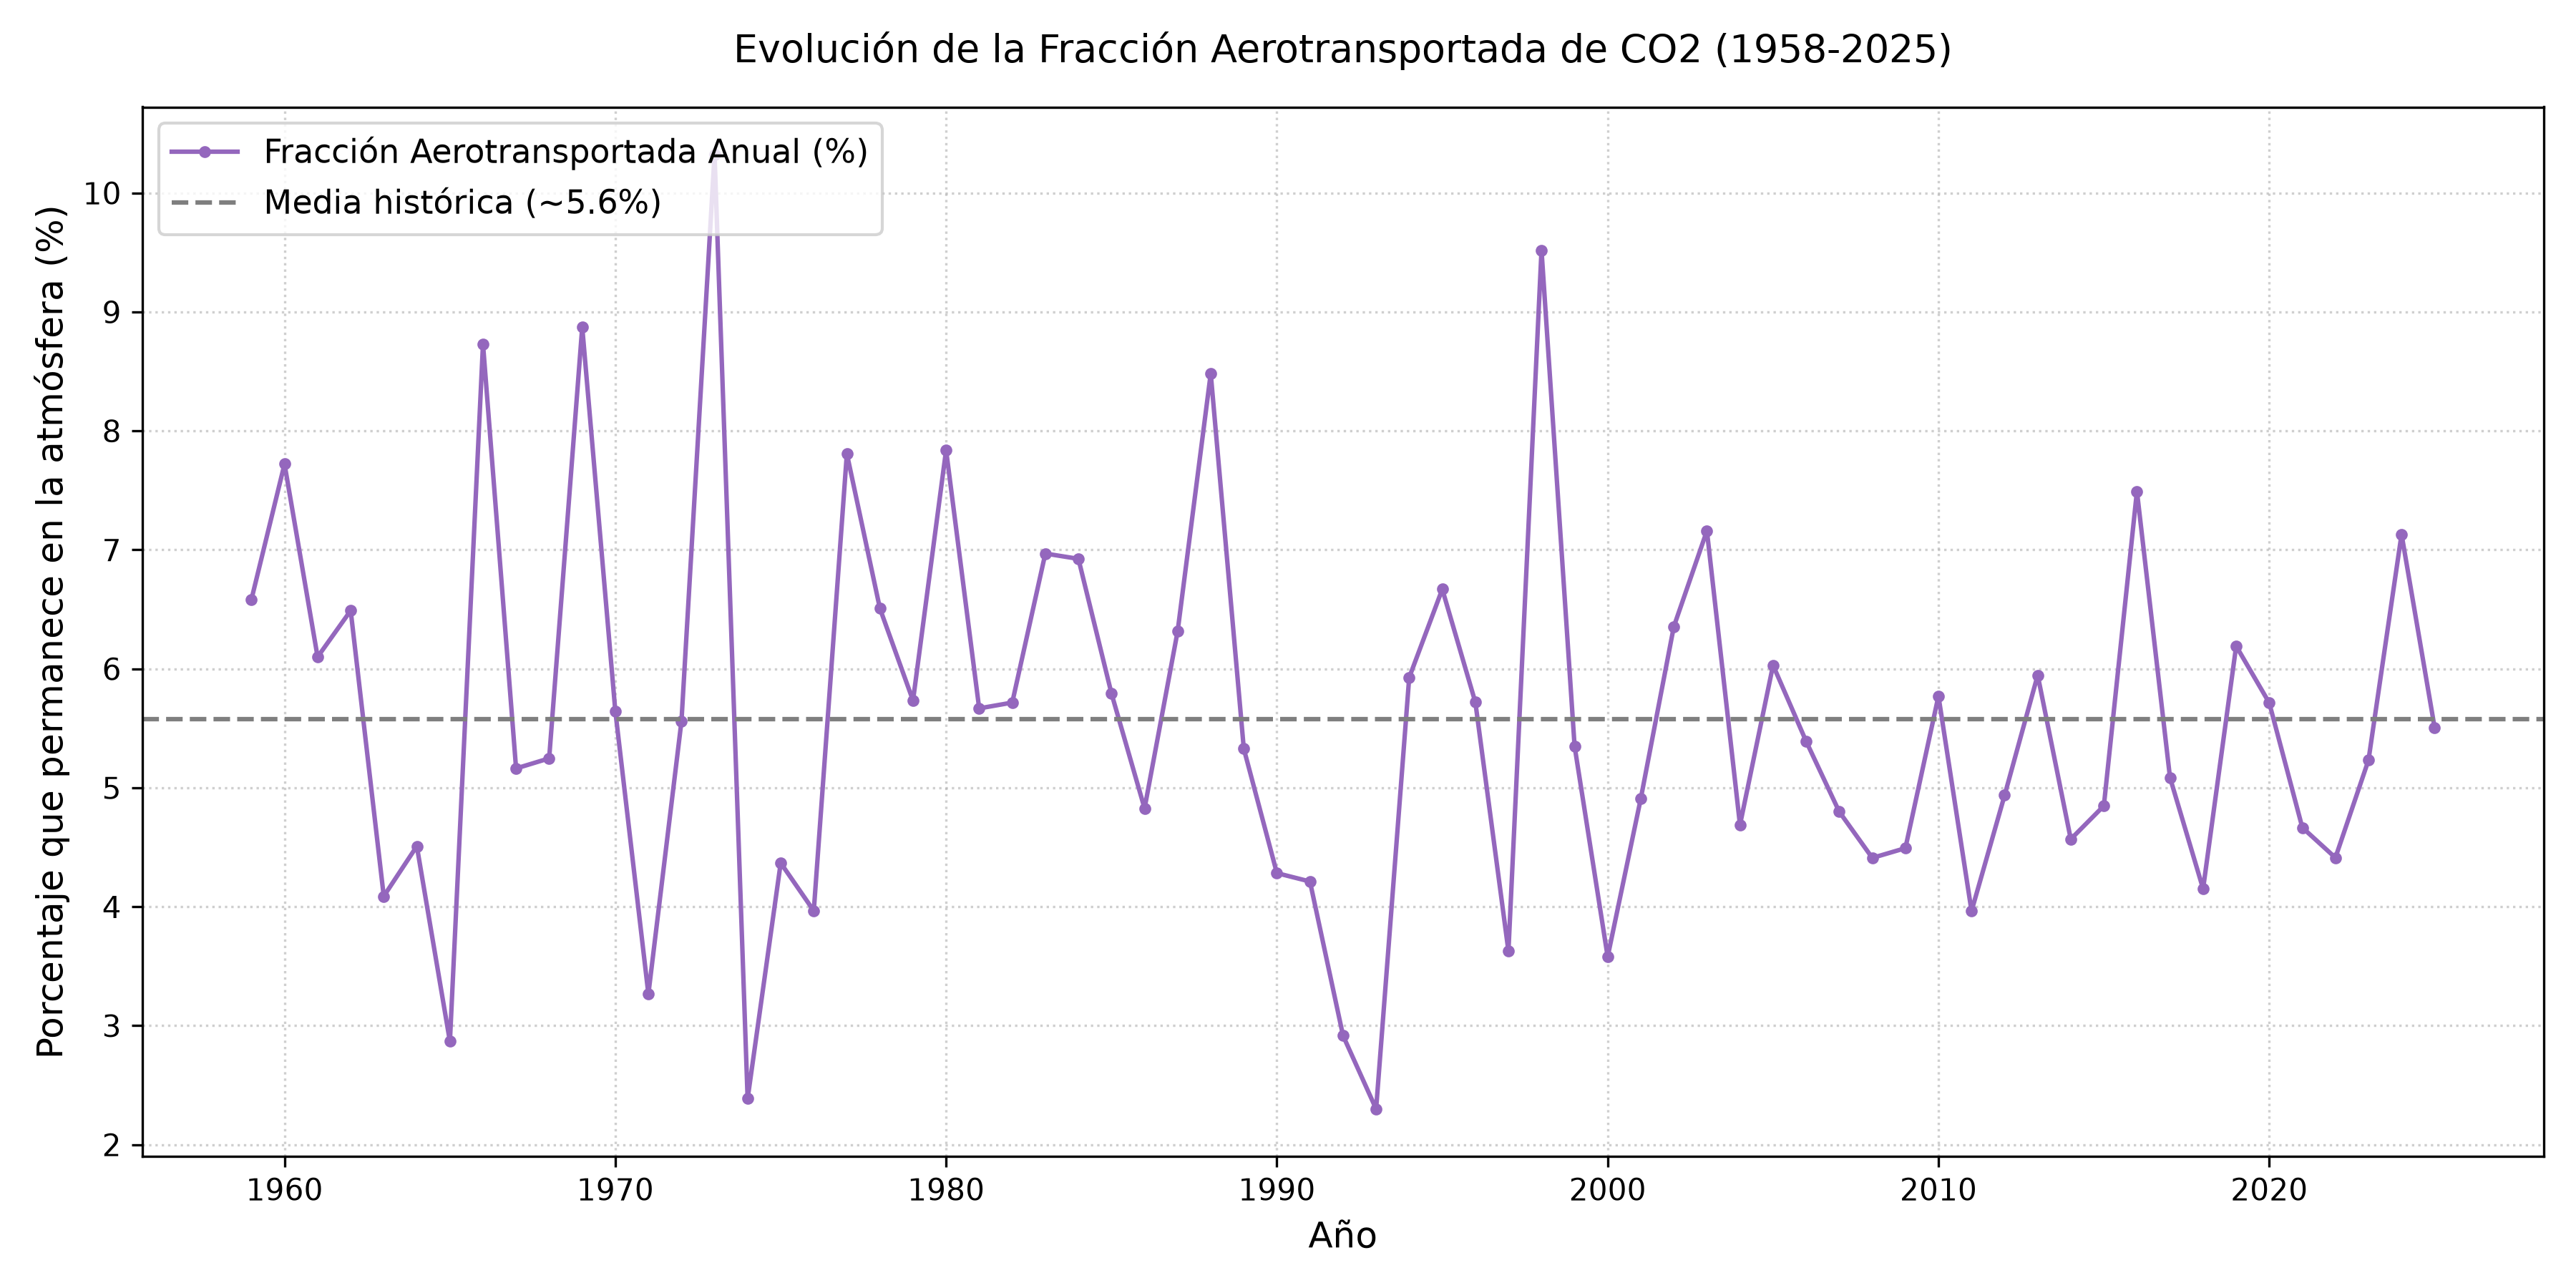 Evolución de la Fracción Aerotransportada de CO2 (1958-2025)
Fracción Aerotransportada Anual (%)
Media histórica (~5.6%)
Porcentaje que permanece en la atmósfera (%)
10
9
8
7
6
5
4
3
2
1960 1970 1980 1990 2000 2010 2020
Año